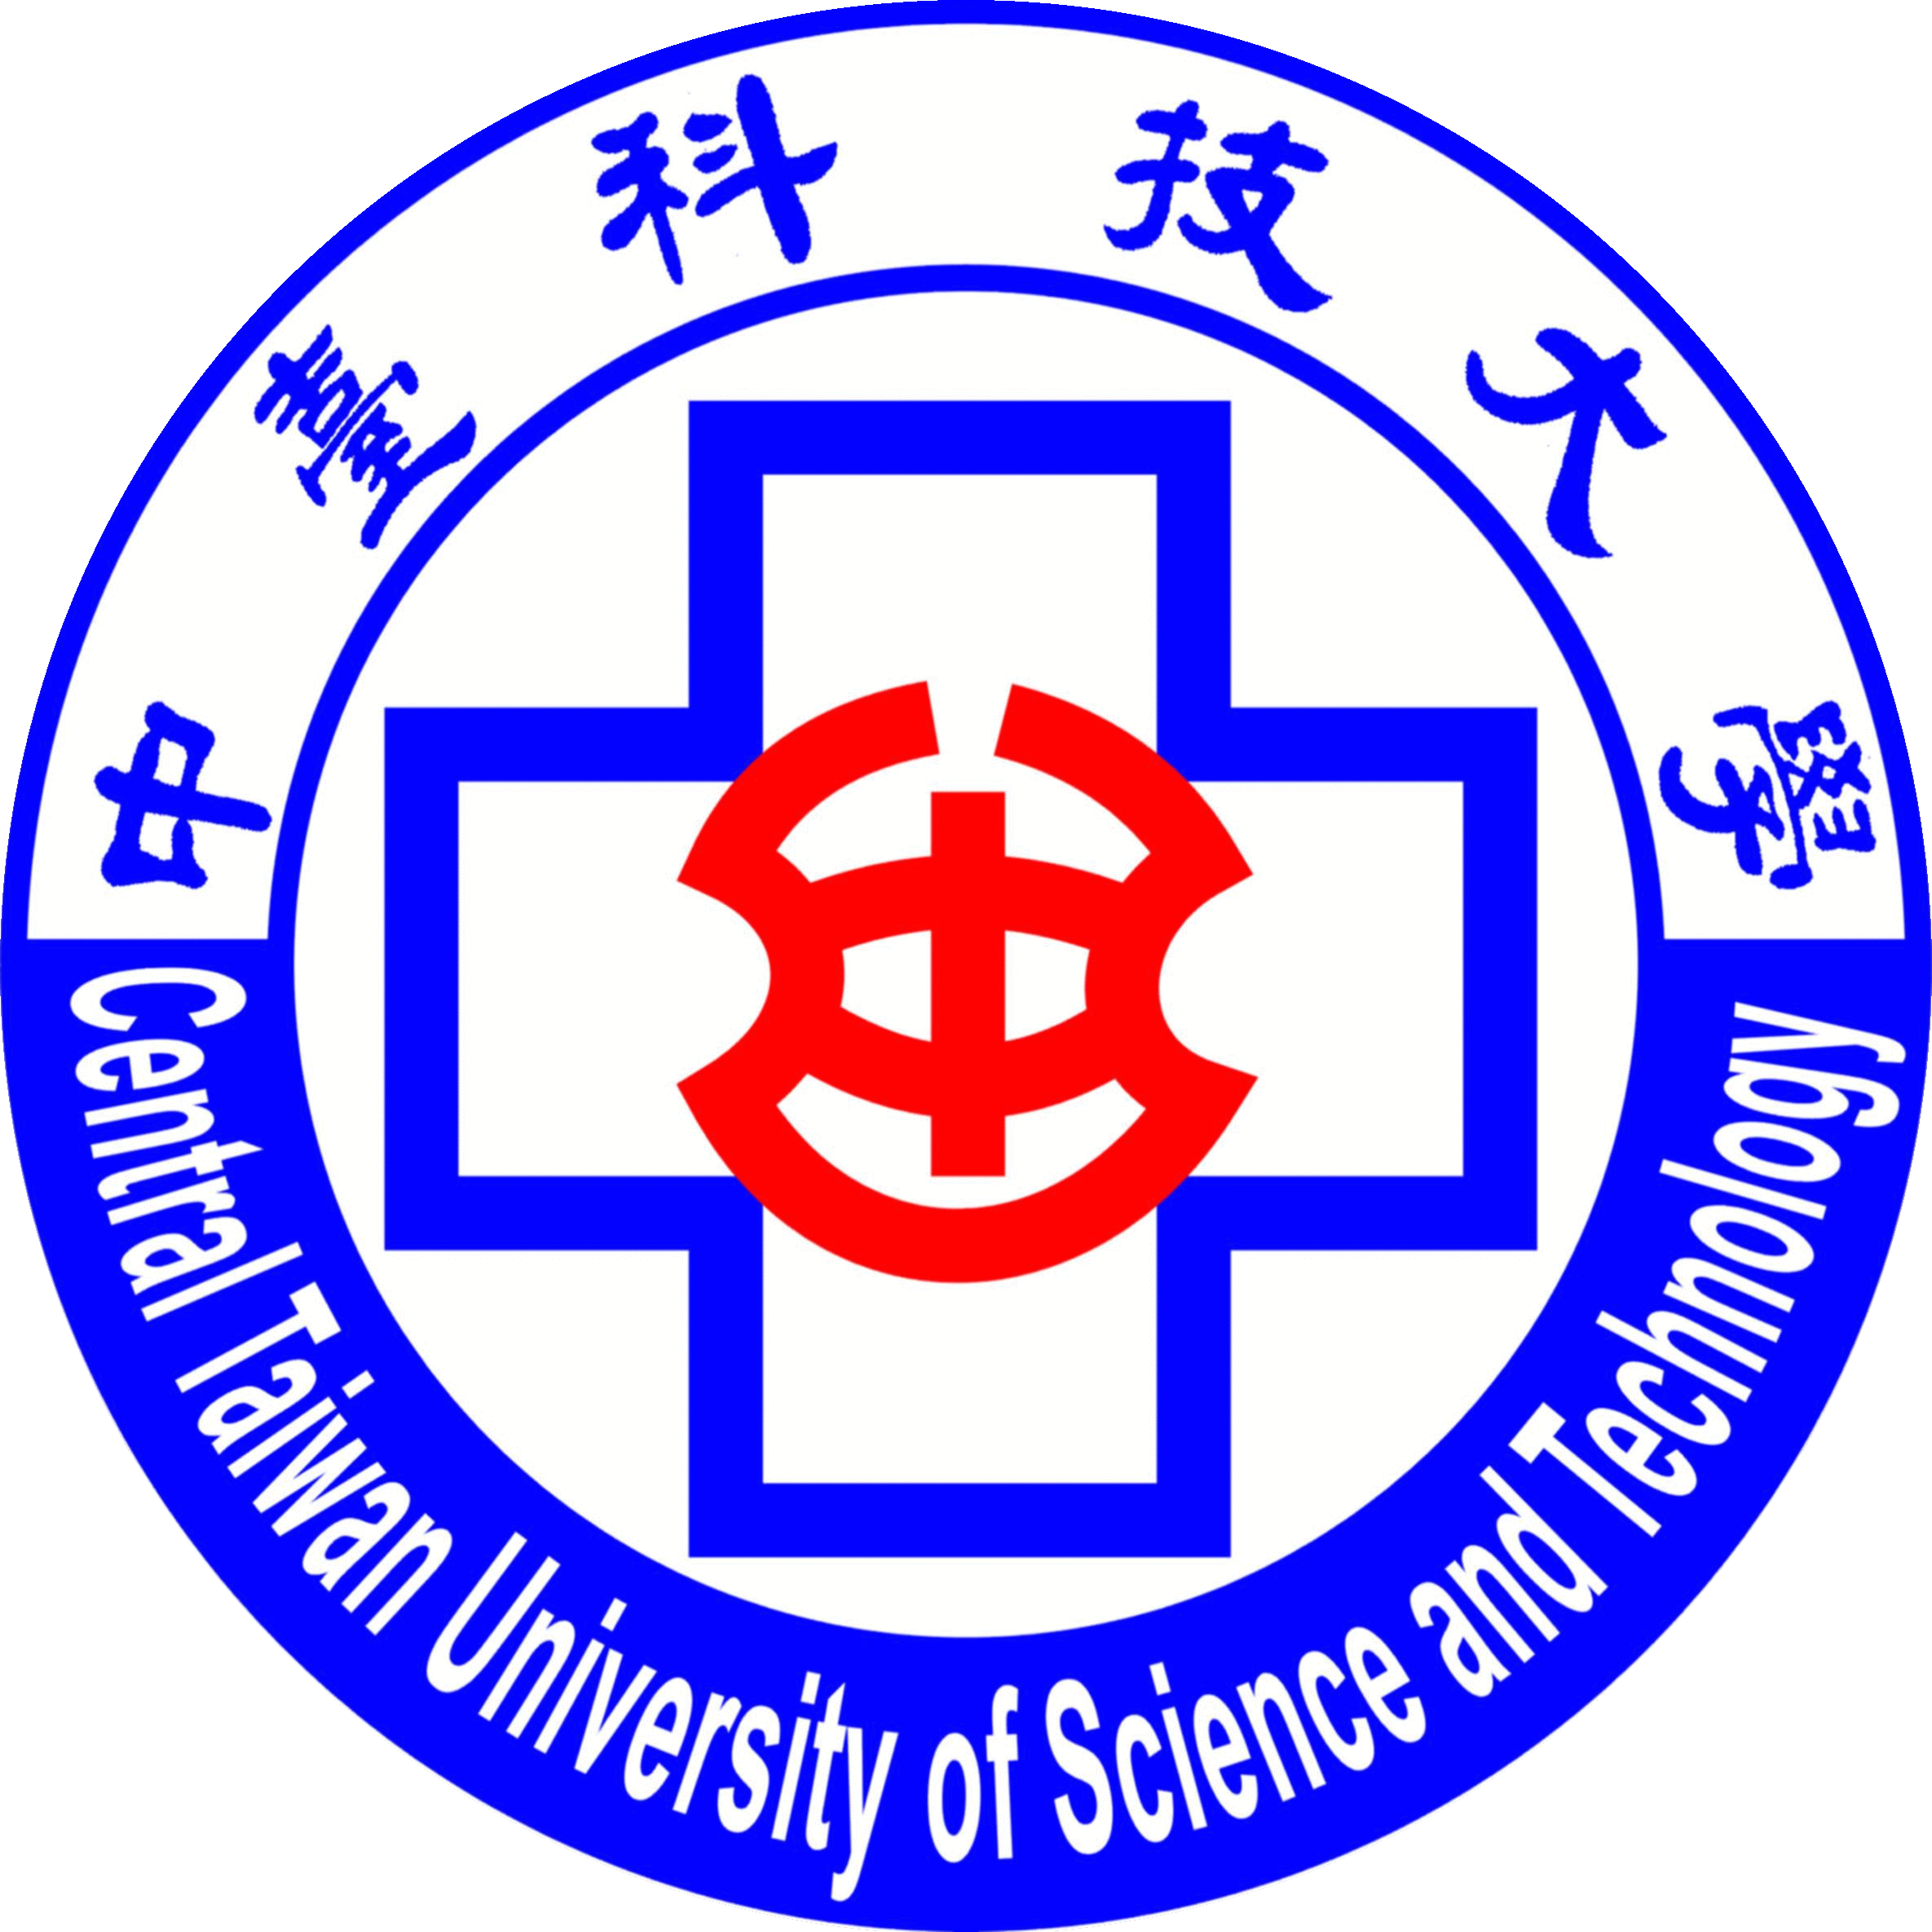 中臺科技大學
Central Taiwan University of Science and Technology